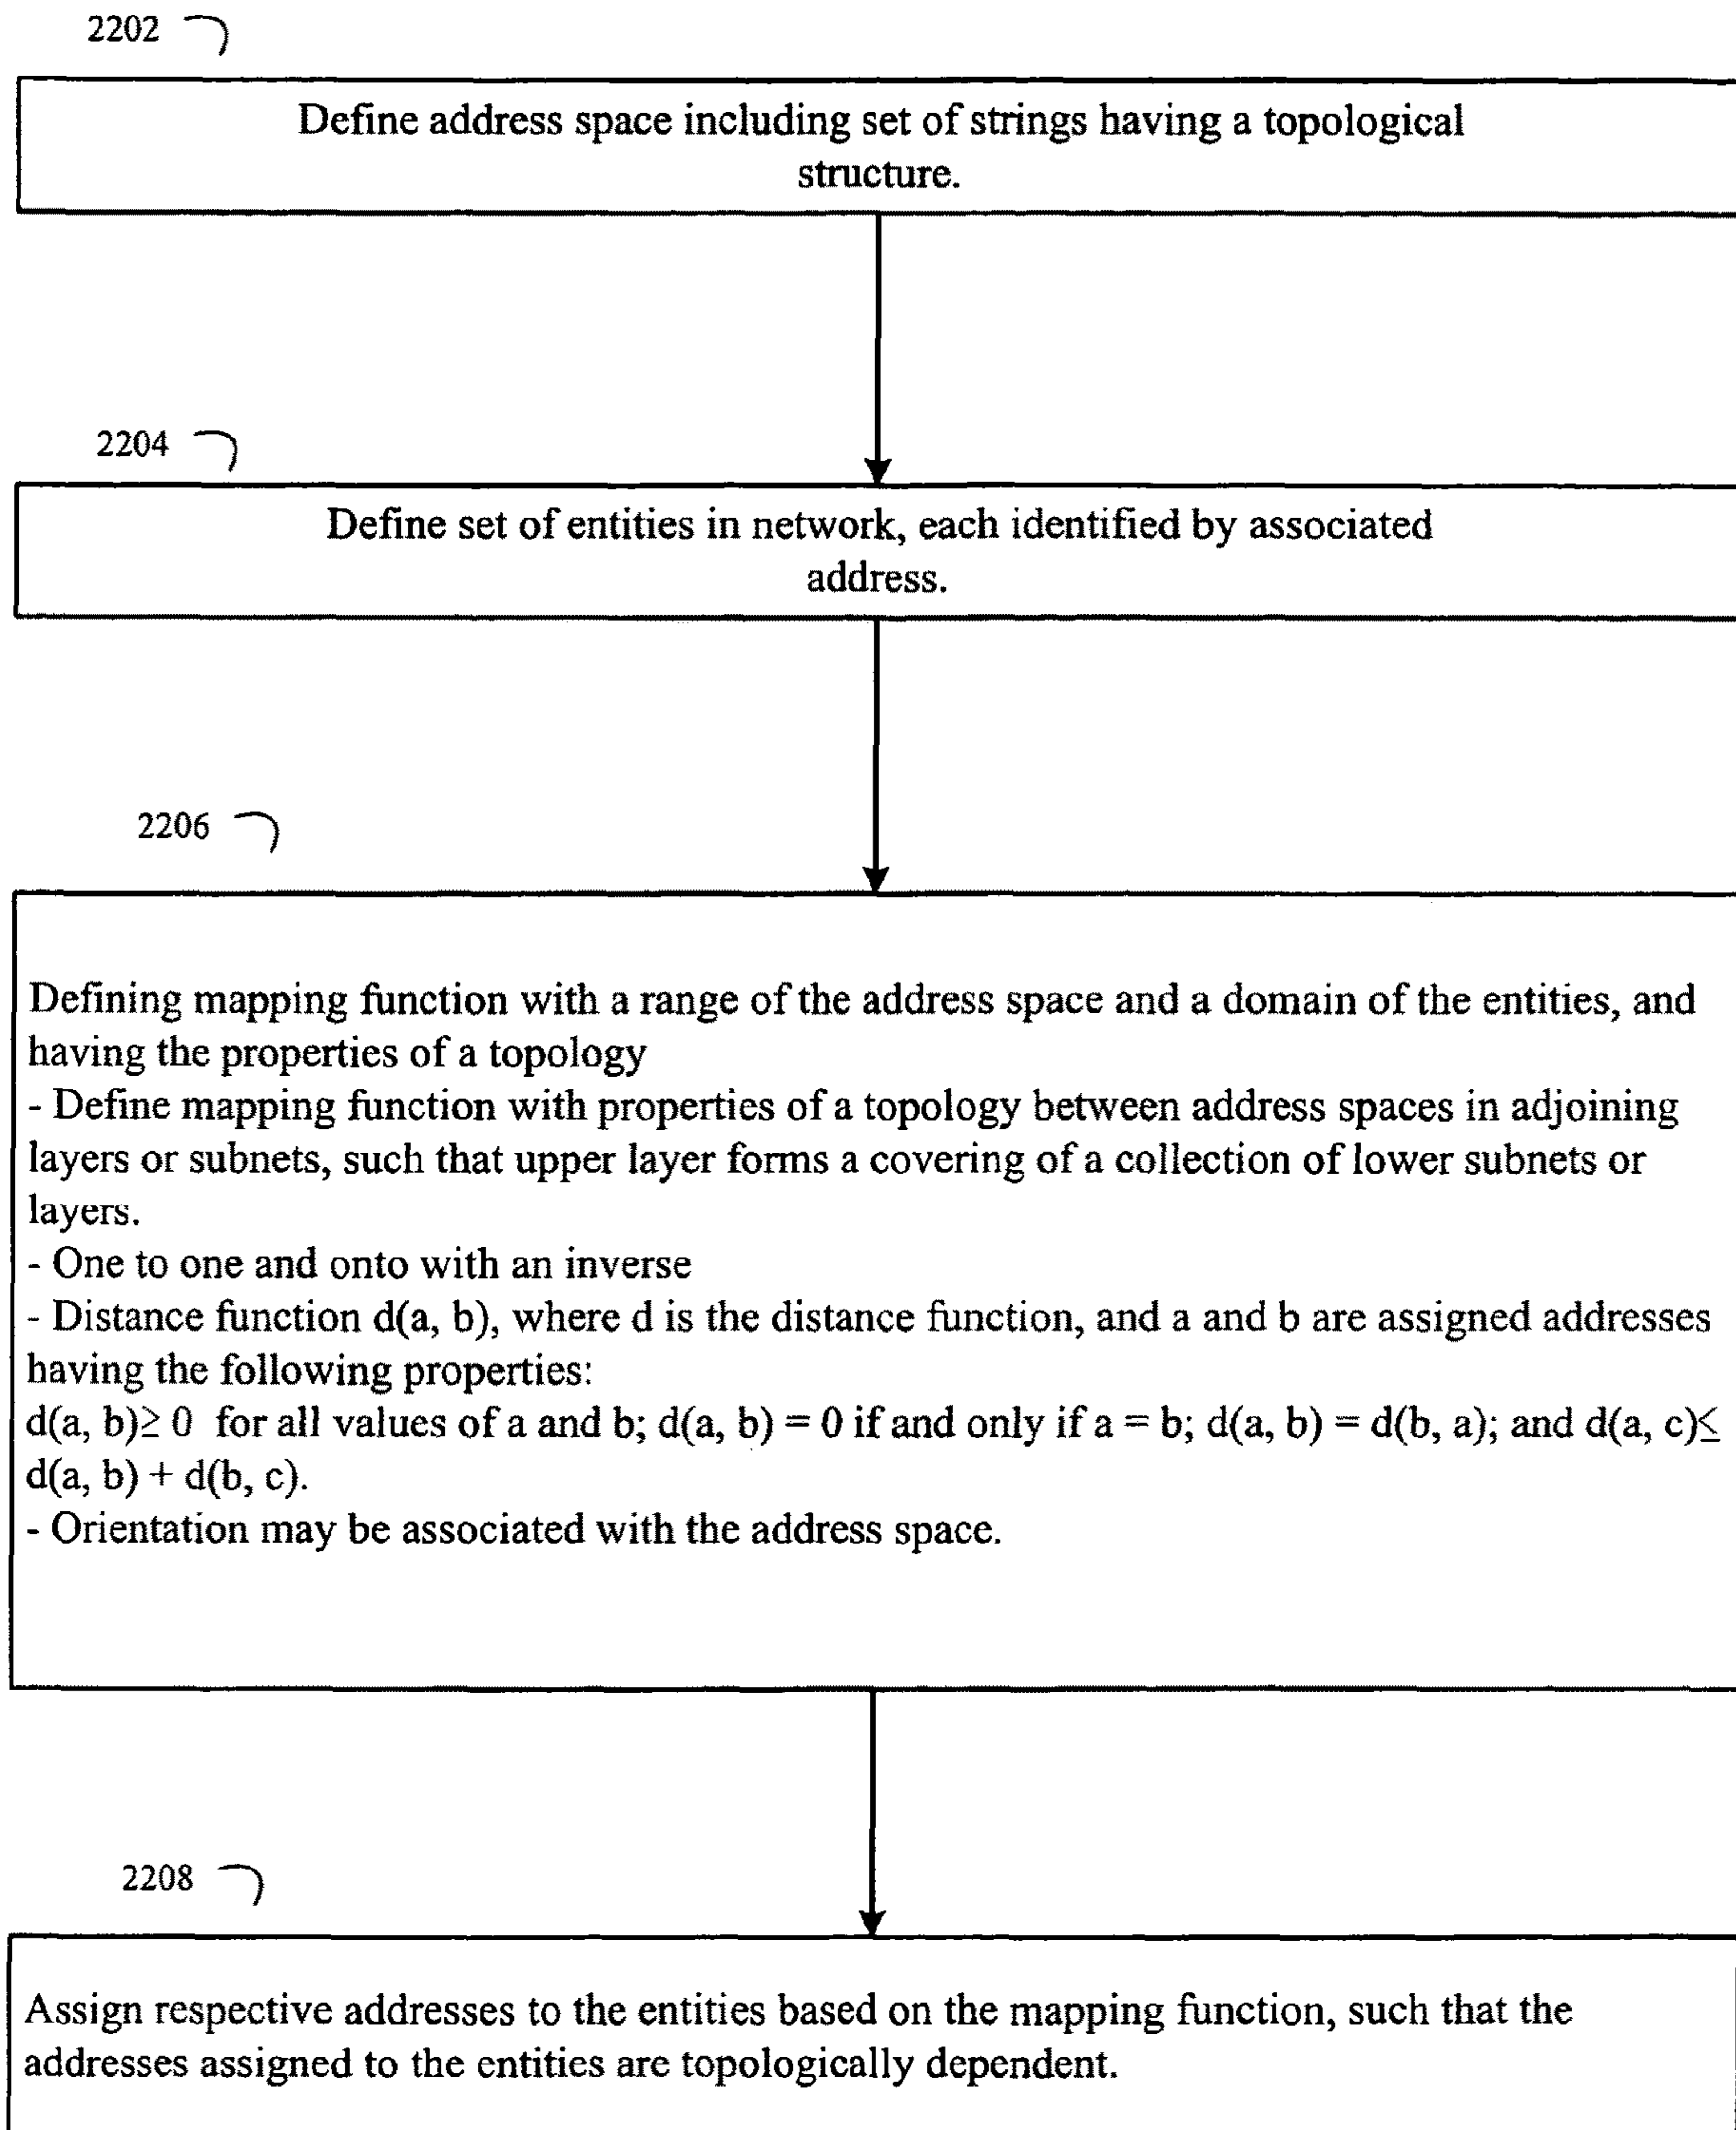 2202
Define address space including set of strings having a topological
structure.
2204
Define set of entities in network, each identified by associated
address.
2206
Defining mapping function with a range of the address space and a domain of the entities, and
having the properties of a topology
- Define mapping function with properties of a topology between address spaces in adjoining
layers or subnets, such that upper layer forms a covering of a collection of lower subnets or
layers.
- One to one and onto with an inverse
- Distance function d(a, b), where d is the distance function, and a and b are assigned addresses
having the following properties:
d(a, b)≥ 0 for all values of a and b; d(a, b) = 0 if and only if a = b; d(a, b) = d(b, a); and d(a, c)≤
d(a, b) + d(b, c).
- Orientation may be associated with the address space.
2208
Assign respective addresses to the entities based on the mapping function, such that the
addresses assigned to the entities are topologically dependent.